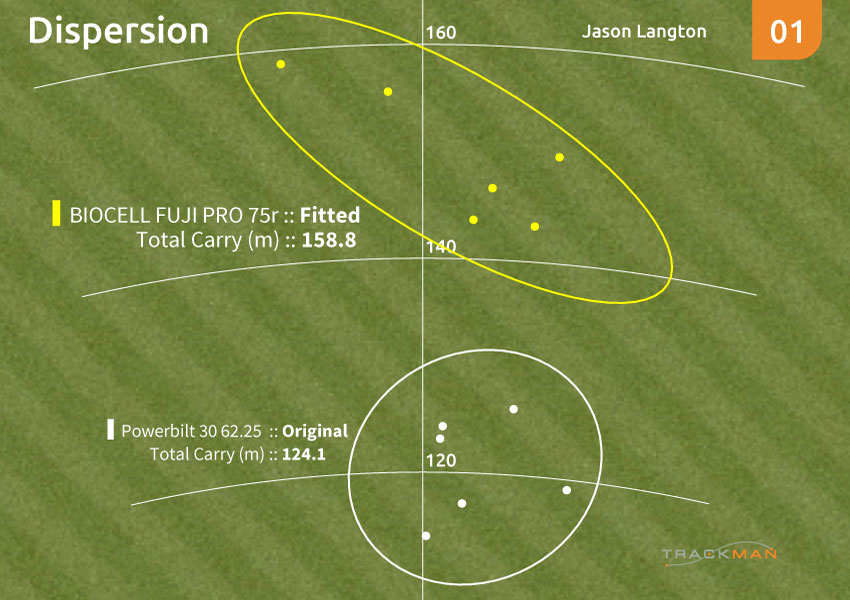 Dispersion
160
Jason Langton
01
BIOCELL FUJI PRO 75r :: Fitted
Total Carry (m) :: 158.8
140
Powerbilt 30 62.25 :: Original
Total Carry (m) :: 124.1
120
TRACKMAN